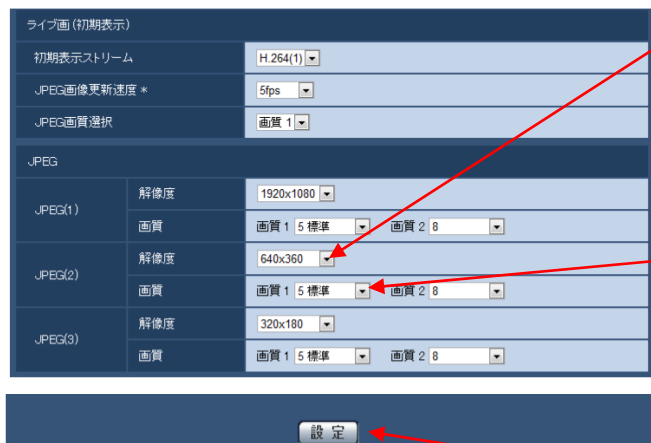 ライブ画(初期表示)
初期表示ストリーム H.264(1)
JPEG画像更新速度 * 5fps
JPEG画質選択 画質 1
JPEG
JPEG(1) 解像度 1920x1080
画質 画質 1 5 標準 画質 2 8
JPEG(2) 解像度 640x360
画質 画質 1 5 標準 画質 2 8
JPEG(3) 解像度 320x180
画質 画質 1 5 標準 画質 2 8
設 定